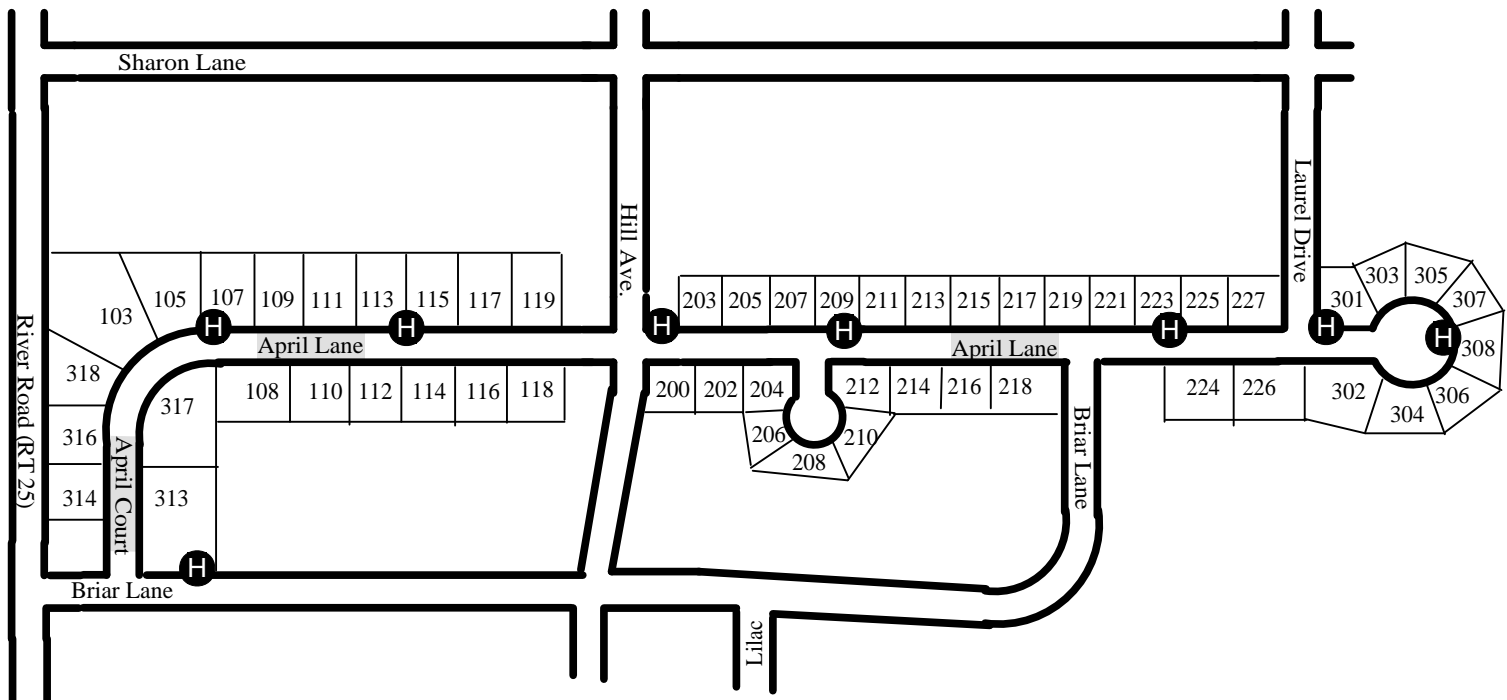 Sharon Lane
River Road (RT 25)
Hill Ave.
Laurel Drive
103
105
107
109
111
113
115
117
119
H
H
April Lane
318
317
316
314
313
April Court
H
Briar Lane
108
110
112
114
116
118
203
205
207
209
211
213
215
217
219
221
223
225
227
H
H
H
April Lane
200
202
204
206
208
210
212
214
216
218
Briar Lane
Lilac
224
226
301
303
305
307
308
306
304
302
H
H